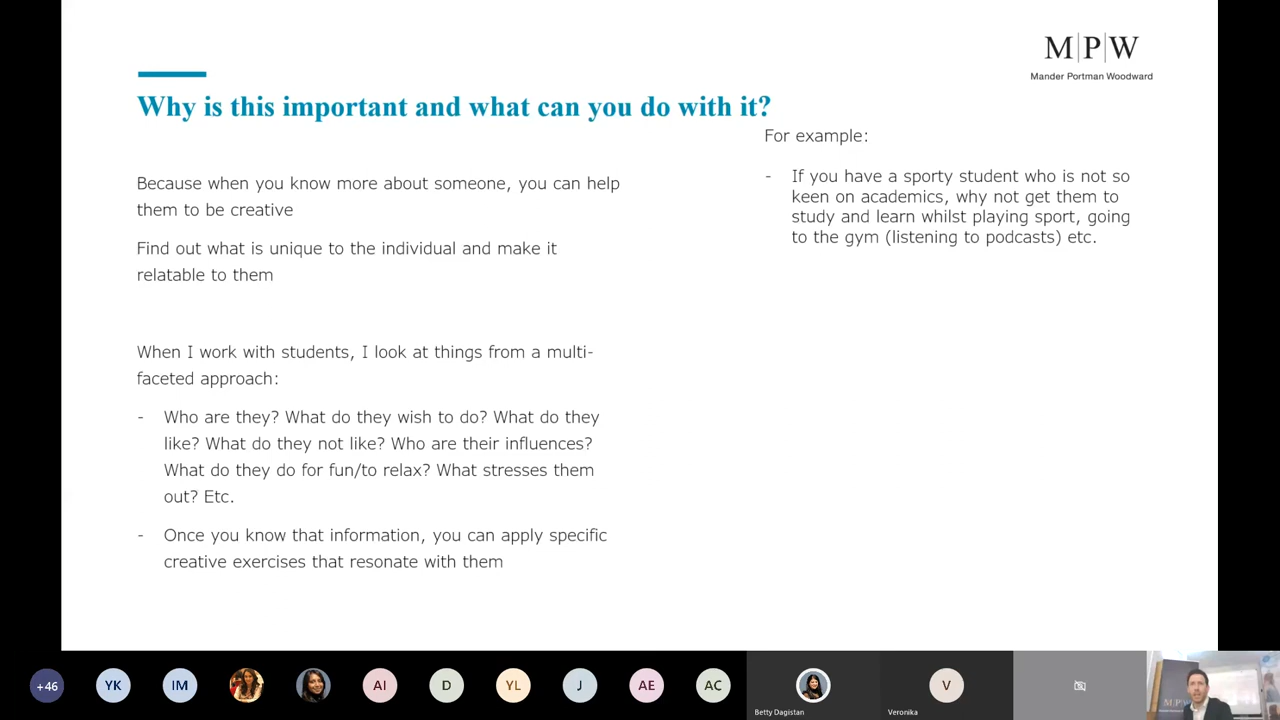 M|P|W
Mander Portman Woodward
Why is this important and what can you do with it?
Because when you know more about someone, you can help
them to be creative
Find out what is unique to the individual and make it
relatable to them
When I work with students, I look at things from a multi-
faceted approach:
- Who are they? What do they wish to do? What do they
like? What do they not like? Who are their influences?
What do they do for fun/to relax? What stresses them
out? Etc.
- Once you know that information, you can apply specific
creative exercises that resonate with them
For example:
- If you have a sporty student who is not so
keen on academics, why not get them to
study and learn whilst playing sport, going
to the gym (listening to podcasts) etc.
+46
YK
IM
AI
D
YL
J
AE
AC
Betty Dagistan
V
Veronika
MPW